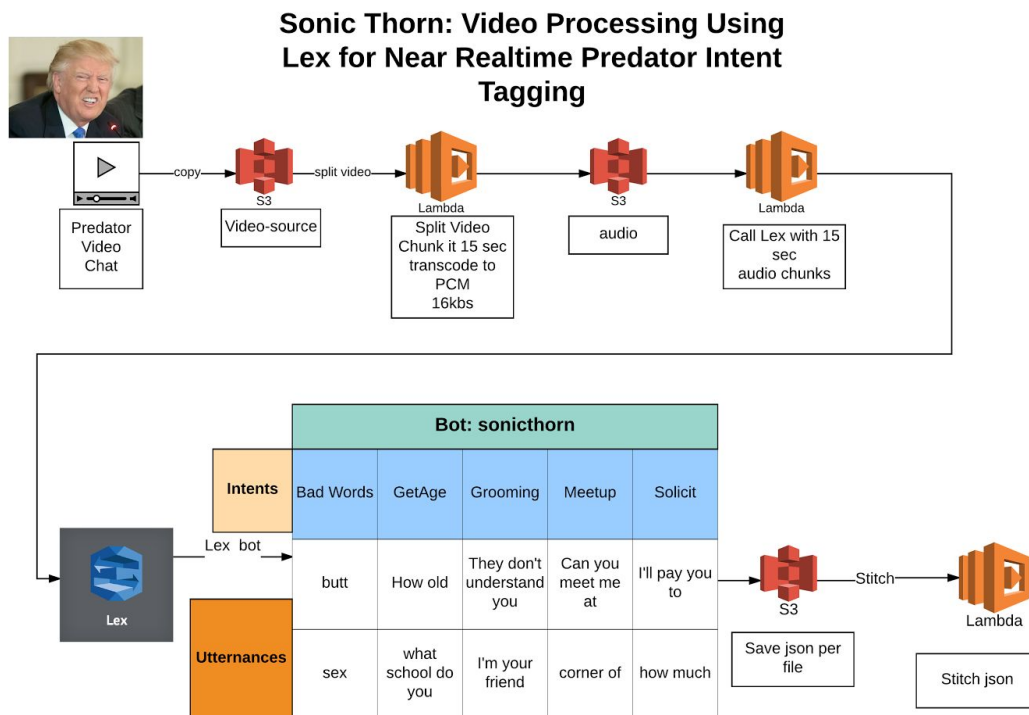 Sonic Thorn: Video Processing Using
Lex for Near Realtime Predator Intent
Tagging
copy
split video
S3
Lambda
S3
Lambda
Predator
Video
Chat
Video-source
Split Video
Chunk it 15 sec
transcode to
PCM
16kbs
audio
Call Lex with 15
sec
audio chunks
Bot: sonicthorn
Intents
Bad Words
GetAge
Grooming
Meetup
Solicit
Lex bot
Lex
butt
How old
They don't
understand
you
Can you
meet me
at
I'll pay you
to
Utternances
sex
what
school do
you
I'm your
friend
corner of
how much
S3
Stitch
Lambda
Save json per
file
Stitch json